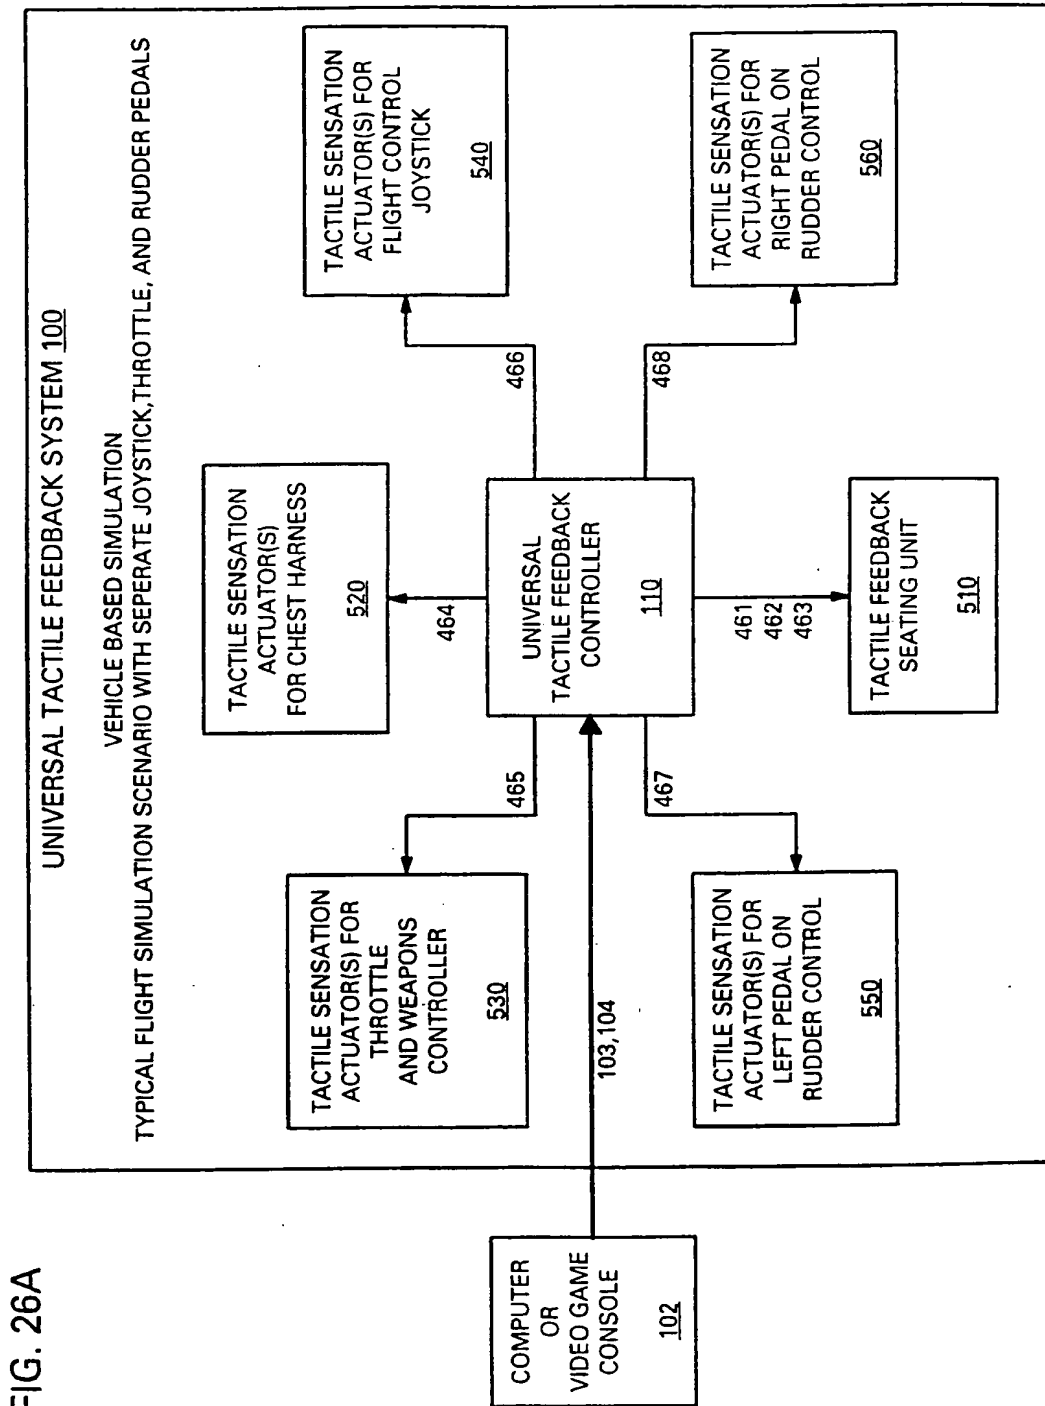 FIG. 26A
UNIVERSAL TACTILE FEEDBACK SYSTEM 100
VEHICLE BASED SIMULATION
TYPICAL FLIGHT SIMULATION SCENARIO WITH SEPERATE JOYSTICK,THROTTLE, AND RUDDER PEDALS
TACTILE SENSATION
ACTUATOR(S) FOR
THROTTLE
AND WEAPONS
CONTROLLER
530
TACTILE SENSATION
ACTUATOR(S)
FOR CHEST HARNESS
520
TACTILE SENSATION
ACTUATOR(S) FOR
FLIGHT CONTROL
JOYSTICK
540
465
464
466
COMPUTER
OR
VIDEO GAME
CONSOLE
102
103,104
UNIVERSAL
TACTILE FEEDBACK
CONTROLLER
110
467
461
462
463
468
TACTILE SENSATION
ACTUATOR(S) FOR
LEFT PEDAL ON
RUDDER CONTROL
550
TACTILE FEEDBACK
SEATING UNIT
510
TACTILE SENSATION
ACTUATOR(S) FOR
RIGHT PEDAL ON
RUDDER CONTROL
560